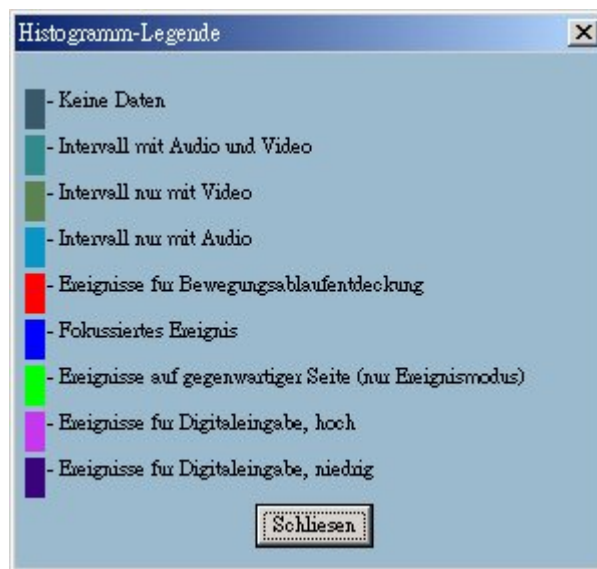 Histogramm-Legende
- Keine Daten
- Intervall mit Audio und Video
- Intervall nur mit Video
- Intervall nur mit Audio
- Ereignisse fur Bewegungsablaufentdeckung
- Fokussiertes Ereignis
- Ereignisse auf gegenwartiger Seite (nur Ereignismodus)
- Ereignisse fur Digitaleingabe, hoch
- Ereignisse fur Digitaleingabe, niedrig
Schliesen